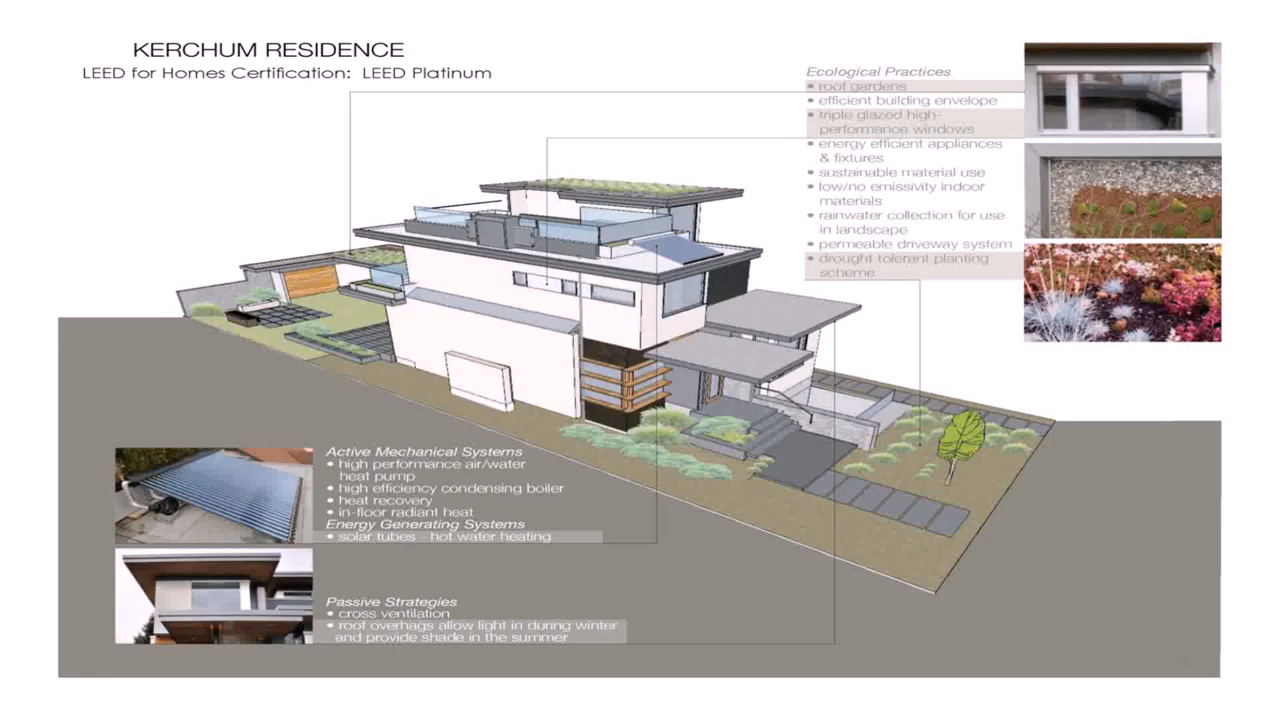 KERCHUM RESIDENCE
LEED for Homes Certification: LEED Platinum
Ecological Practices
• roof gardens
• efficient building envelope
• triple glazed high-
performance windows
• energy efficient appliances
& fixtures
• sustainable material use
• low/no emissivity indoor
materials
• rainwater collection for use
in landscape
• permeable driveway system
• drought tolerant planting
scheme
Active Mechanical Systems
• high performance air/water
heat pump
• high efficiency condensing boiler
• heat recovery
• in-floor radiant heat
Energy Generating Systems
• solar tubes - hot water heating
Passive Strategies
• cross ventilation
• roof overhags allow light in during winter
and provide shade in the summer